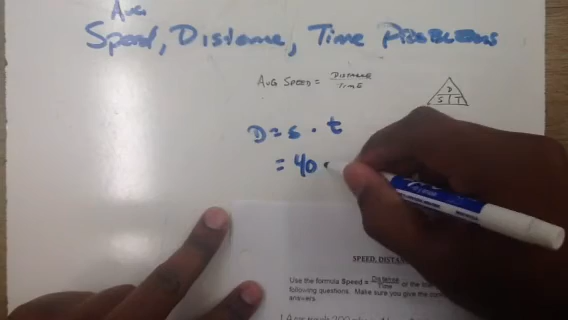 Avg
Speed, Distance, Time Problems
Avg Speed = Distance
Time
D
S T
D = s · t
= 40 ·
SPEED, DISTA
Use the formula Speed = Distance
Time
or the
following questions. Make sure you give the
answers.